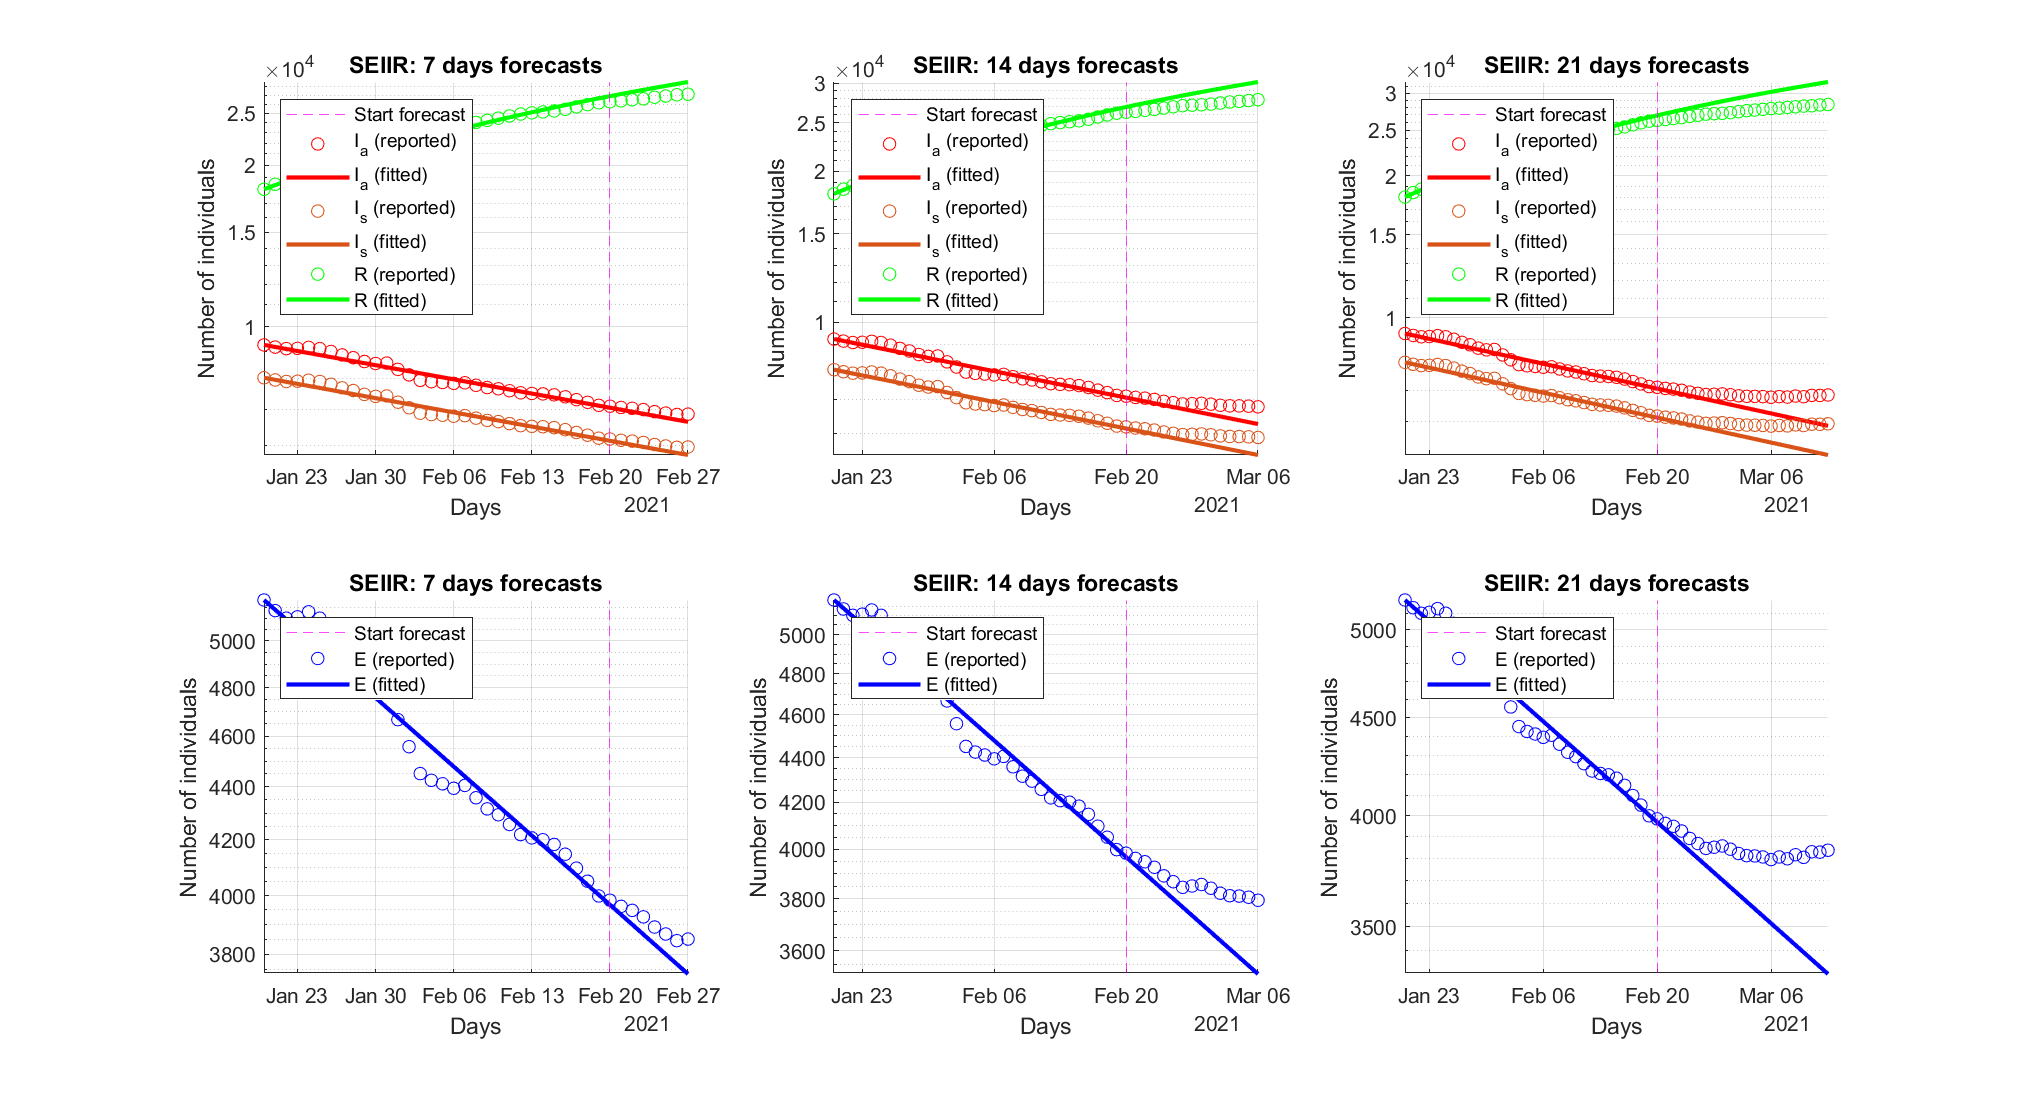 SEIIR: 7 days forecasts
×10^4
2.5
2
1.5
1
Number of individuals
Start forecast
I_a (reported)
I_a (fitted)
I_s (reported)
I_s (fitted)
R (reported)
R (fitted)
Jan 23 Jan 30 Feb 06 Feb 13 Feb 20 Feb 27
Days
2021
SEIIR: 14 days forecasts
×10^4
3
2.5
2
1.5
1
Number of individuals
Start forecast
I_a (reported)
I_a (fitted)
I_s (reported)
I_s (fitted)
R (reported)
R (fitted)
Jan 23 Feb 06 Feb 20 Mar 06
Days
2021
SEIIR: 21 days forecasts
×10^4
3
2.5
2
1.5
1
Number of individuals
Start forecast
I_a (reported)
I_a (fitted)
I_s (reported)
I_s (fitted)
R (reported)
R (fitted)
Jan 23 Feb 06 Feb 20 Mar 06
Days
2021
SEIIR: 7 days forecasts
5000
4800
4600
4400
4200
4000
3800
Number of individuals
Start forecast
E (reported)
E (fitted)
Jan 23 Jan 30 Feb 06 Feb 13 Feb 20 Feb 27
Days
2021
SEIIR: 14 days forecasts
5000
4800
4600
4400
4200
4000
3800
3600
Number of individuals
Start forecast
E (reported)
E (fitted)
Jan 23 Feb 06 Feb 20 Mar 06
Days
2021
SEIIR: 21 days forecasts
5000
4500
4000
3500
Number of individuals
Start forecast
E (reported)
E (fitted)
Jan 23 Feb 06 Feb 20 Mar 06
Days
2021